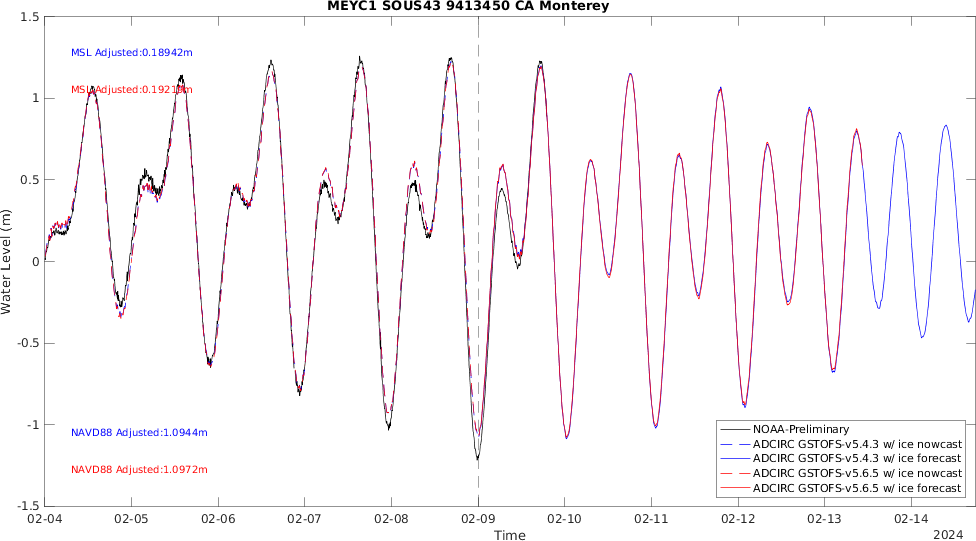 MEYC1 SOUS43 9413450 CA Monterey
1.5
MSL Adjusted:0.18942m
MSL Adjusted:0.1921m
1
0.5
0
Water Level (m)
-0.5
-1
NAVD88 Adjusted:1.0944m
NAVD88 Adjusted:1.0972m
-1.5
NOAA-Preliminary
ADCIRC GSTOFS-v5.4.3 w/ ice nowcast
ADCIRC GSTOFS-v5.4.3 w/ ice forecast
ADCIRC GSTOFS-v5.6.5 w/ ice nowcast
ADCIRC GSTOFS-v5.6.5 w/ ice forecast
02-04 02-05 02-06 02-07 02-08 02-09 02-10 02-11 02-12 02-13 02-14
Time
2024